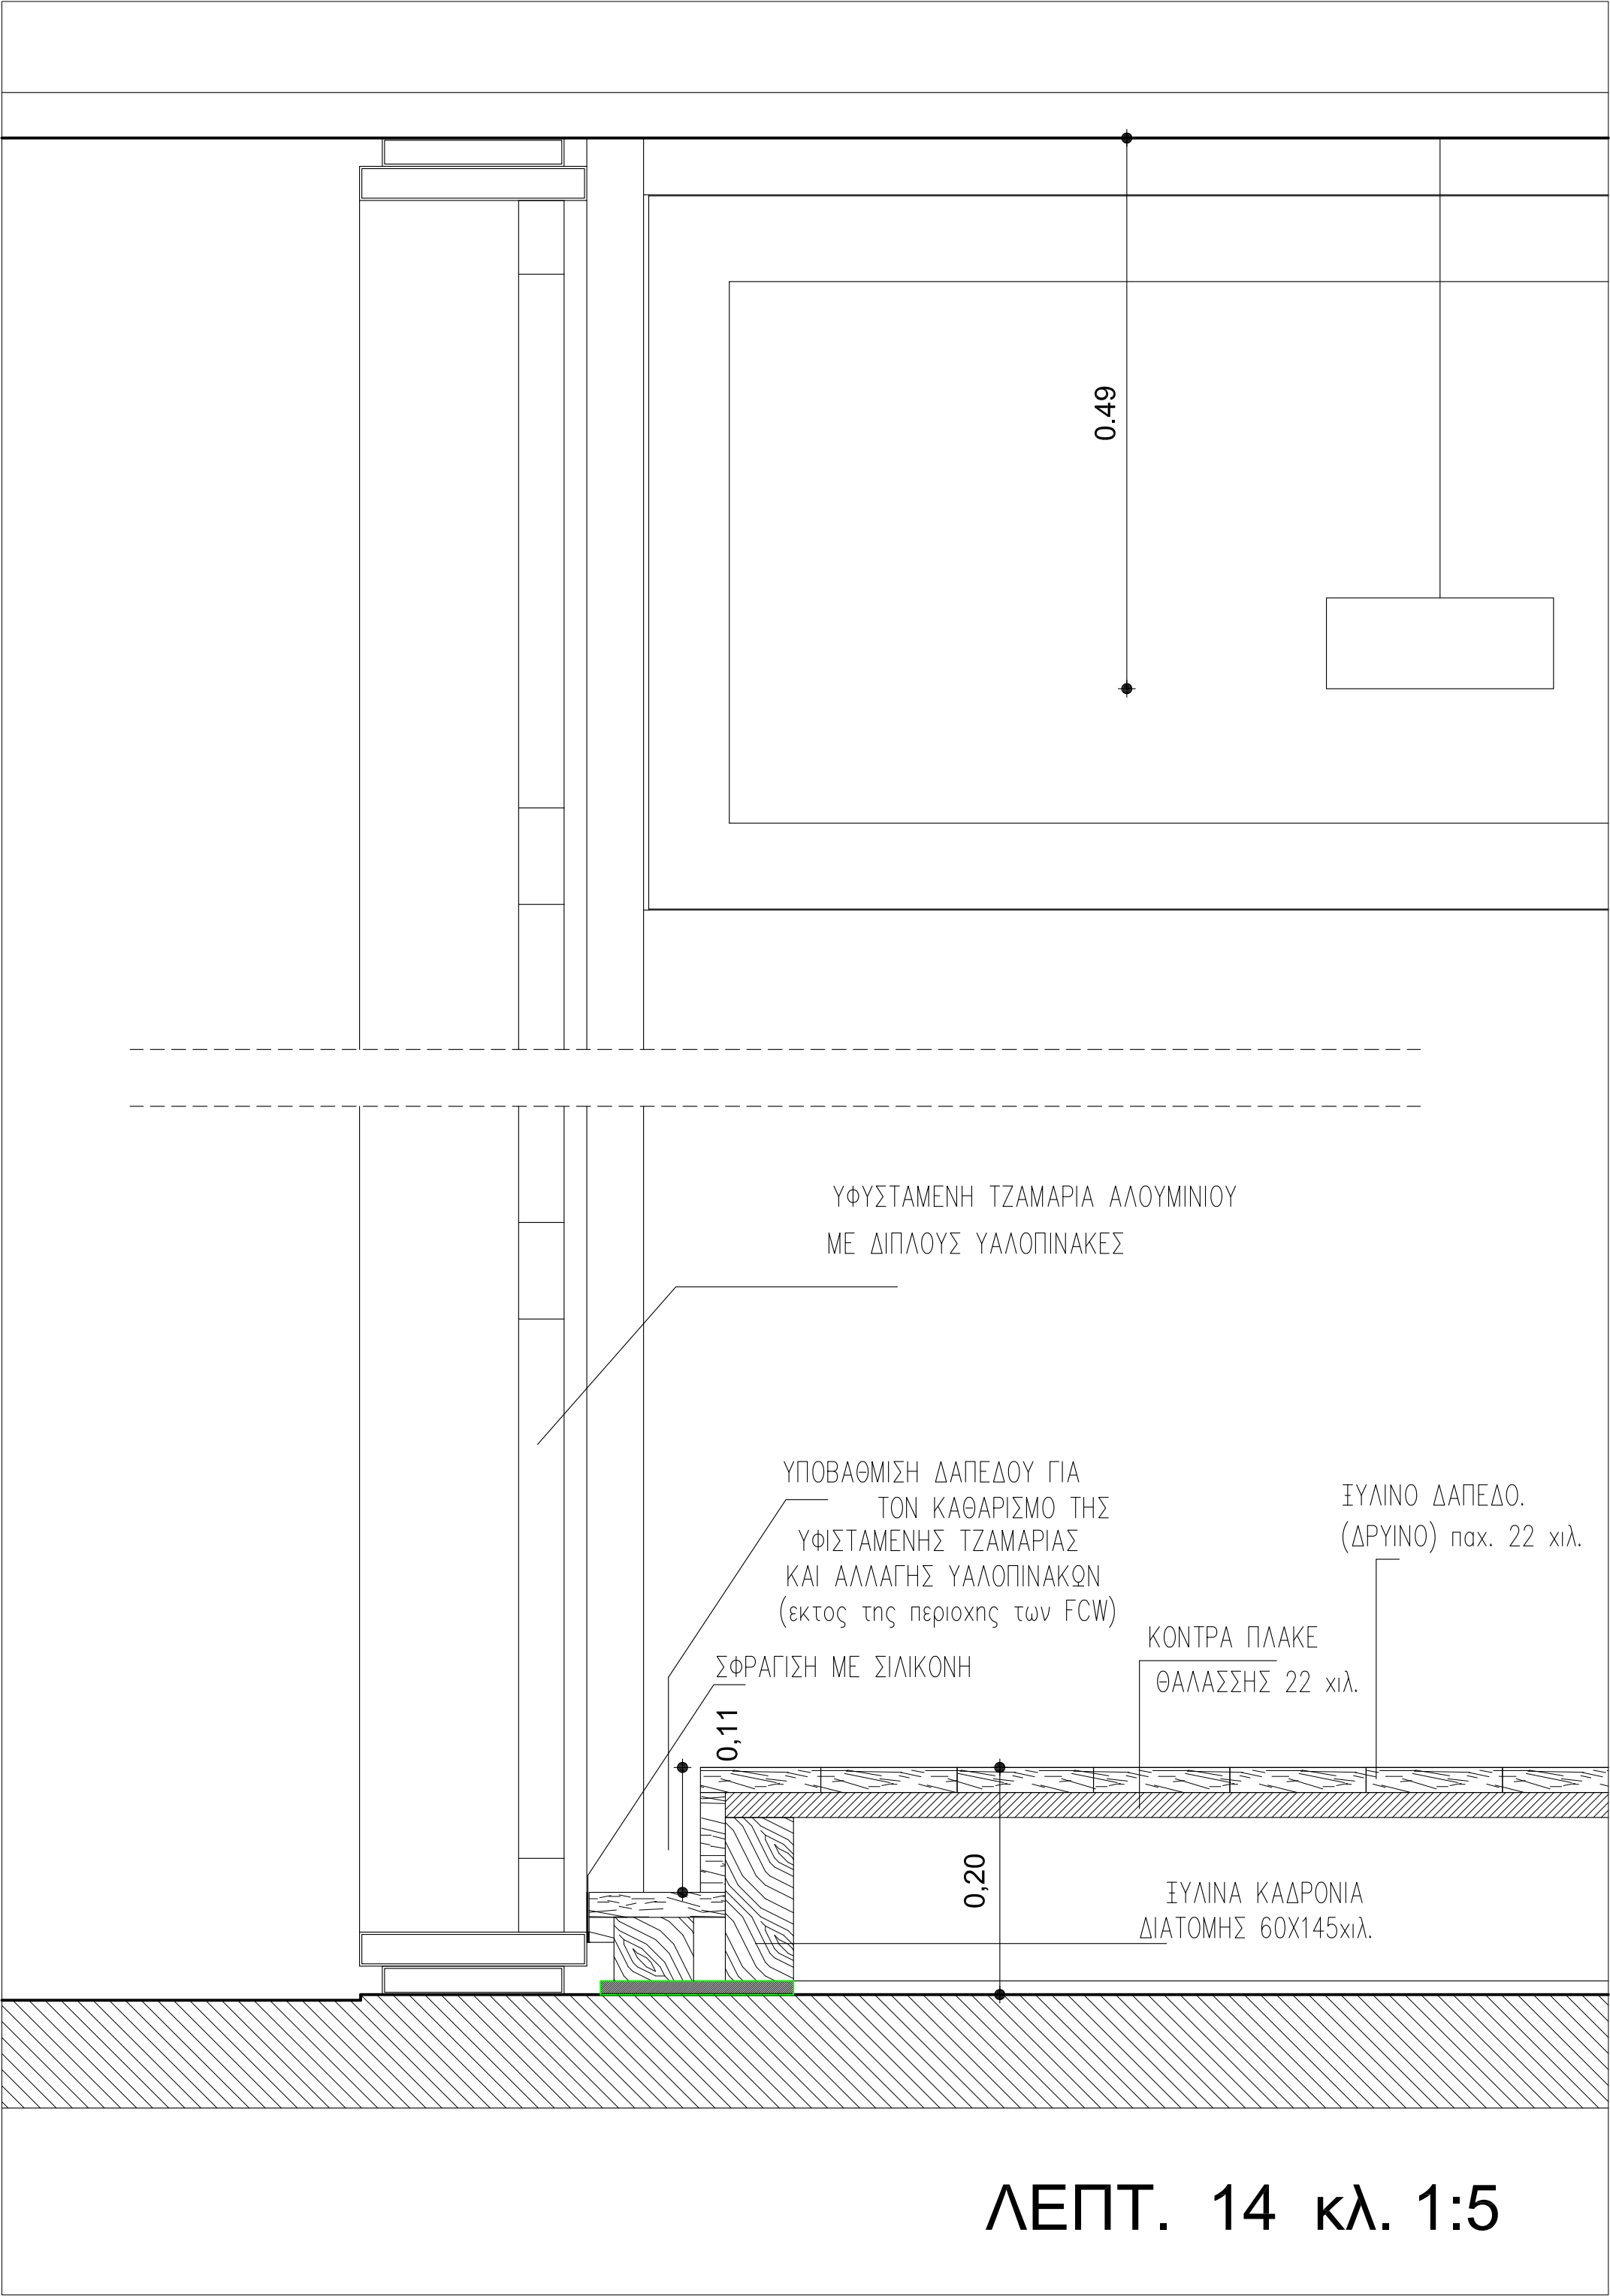 0.49
ΥΦΥΣΤΑΜΕΝΗ ΤΖΑΜΑΡΙΑ ΑΛΟΥΜΙΝΙΟΥ
ΜΕ ΔΙΠΛΟΥΣ ΥΑΛΟΠΙΝΑΚΕΣ
ΥΠΟΒΑΘΜΙΣΗ ΔΑΠΕΔΟΥ ΓΙΑ
ΤΟΝ ΚΑΘΑΡΙΣΜΟ ΤΗΣ
ΥΦΙΣΤΑΜΕΝΗΣ ΤΖΑΜΑΡΙΑΣ
ΚΑΙ ΑΛΛΑΓΗΣ ΥΑΛΟΠΙΝΑΚΩΝ
(εκτος της περιοχης των FCW)
ΞΥΛΙΝΟ ΔΑΠΕΔΟ.
(ΔΡΥΙΝΟ) παχ. 22 χιλ.
ΚΟΝΤΡΑ ΠΛΑΚΕ
ΘΑΛΑΣΣΗΣ 22 χιλ.
ΣΦΡΑΓΙΣΗ ΜΕ ΣΙΛΙΚΟΝΗ
0,11
0,20
ΞΥΛΙΝΑ ΚΑΔΡΟΝΙΑ
ΔΙΑΤΟΜΗΣ 60Χ145χιλ.
ΛΕΠΤ. 14 κλ. 1:5